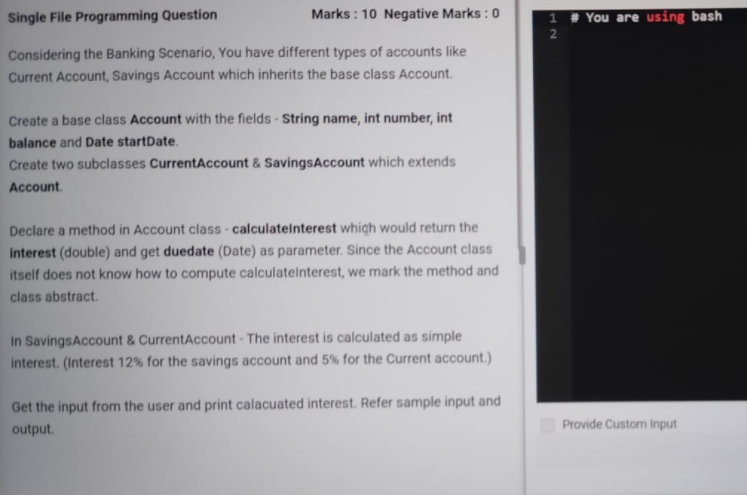 Single File Programming Question Marks : 10 Negative Marks : 0
Considering the Banking Scenario, You have different types of accounts like
Current Account, Savings Account which inherits the base class Account.
Create a base class Account with the fields - String name, int number, int
balance and Date startDate.
Create two subclasses CurrentAccount & SavingsAccount which extends
Account.
Declare a method in Account class - calculateInterest which would return the
interest (double) and get duedate (Date) as parameter. Since the Account class
itself does not know how to compute calculateInterest, we mark the method and
class abstract.
In SavingsAccount & CurrentAccount - The interest is calculated as simple
interest. (Interest 12% for the savings account and 5% for the Current account.)
Get the input from the user and print calacuated interest. Refer sample input and
output.
1 # You are using bash
2
Provide Custom Input